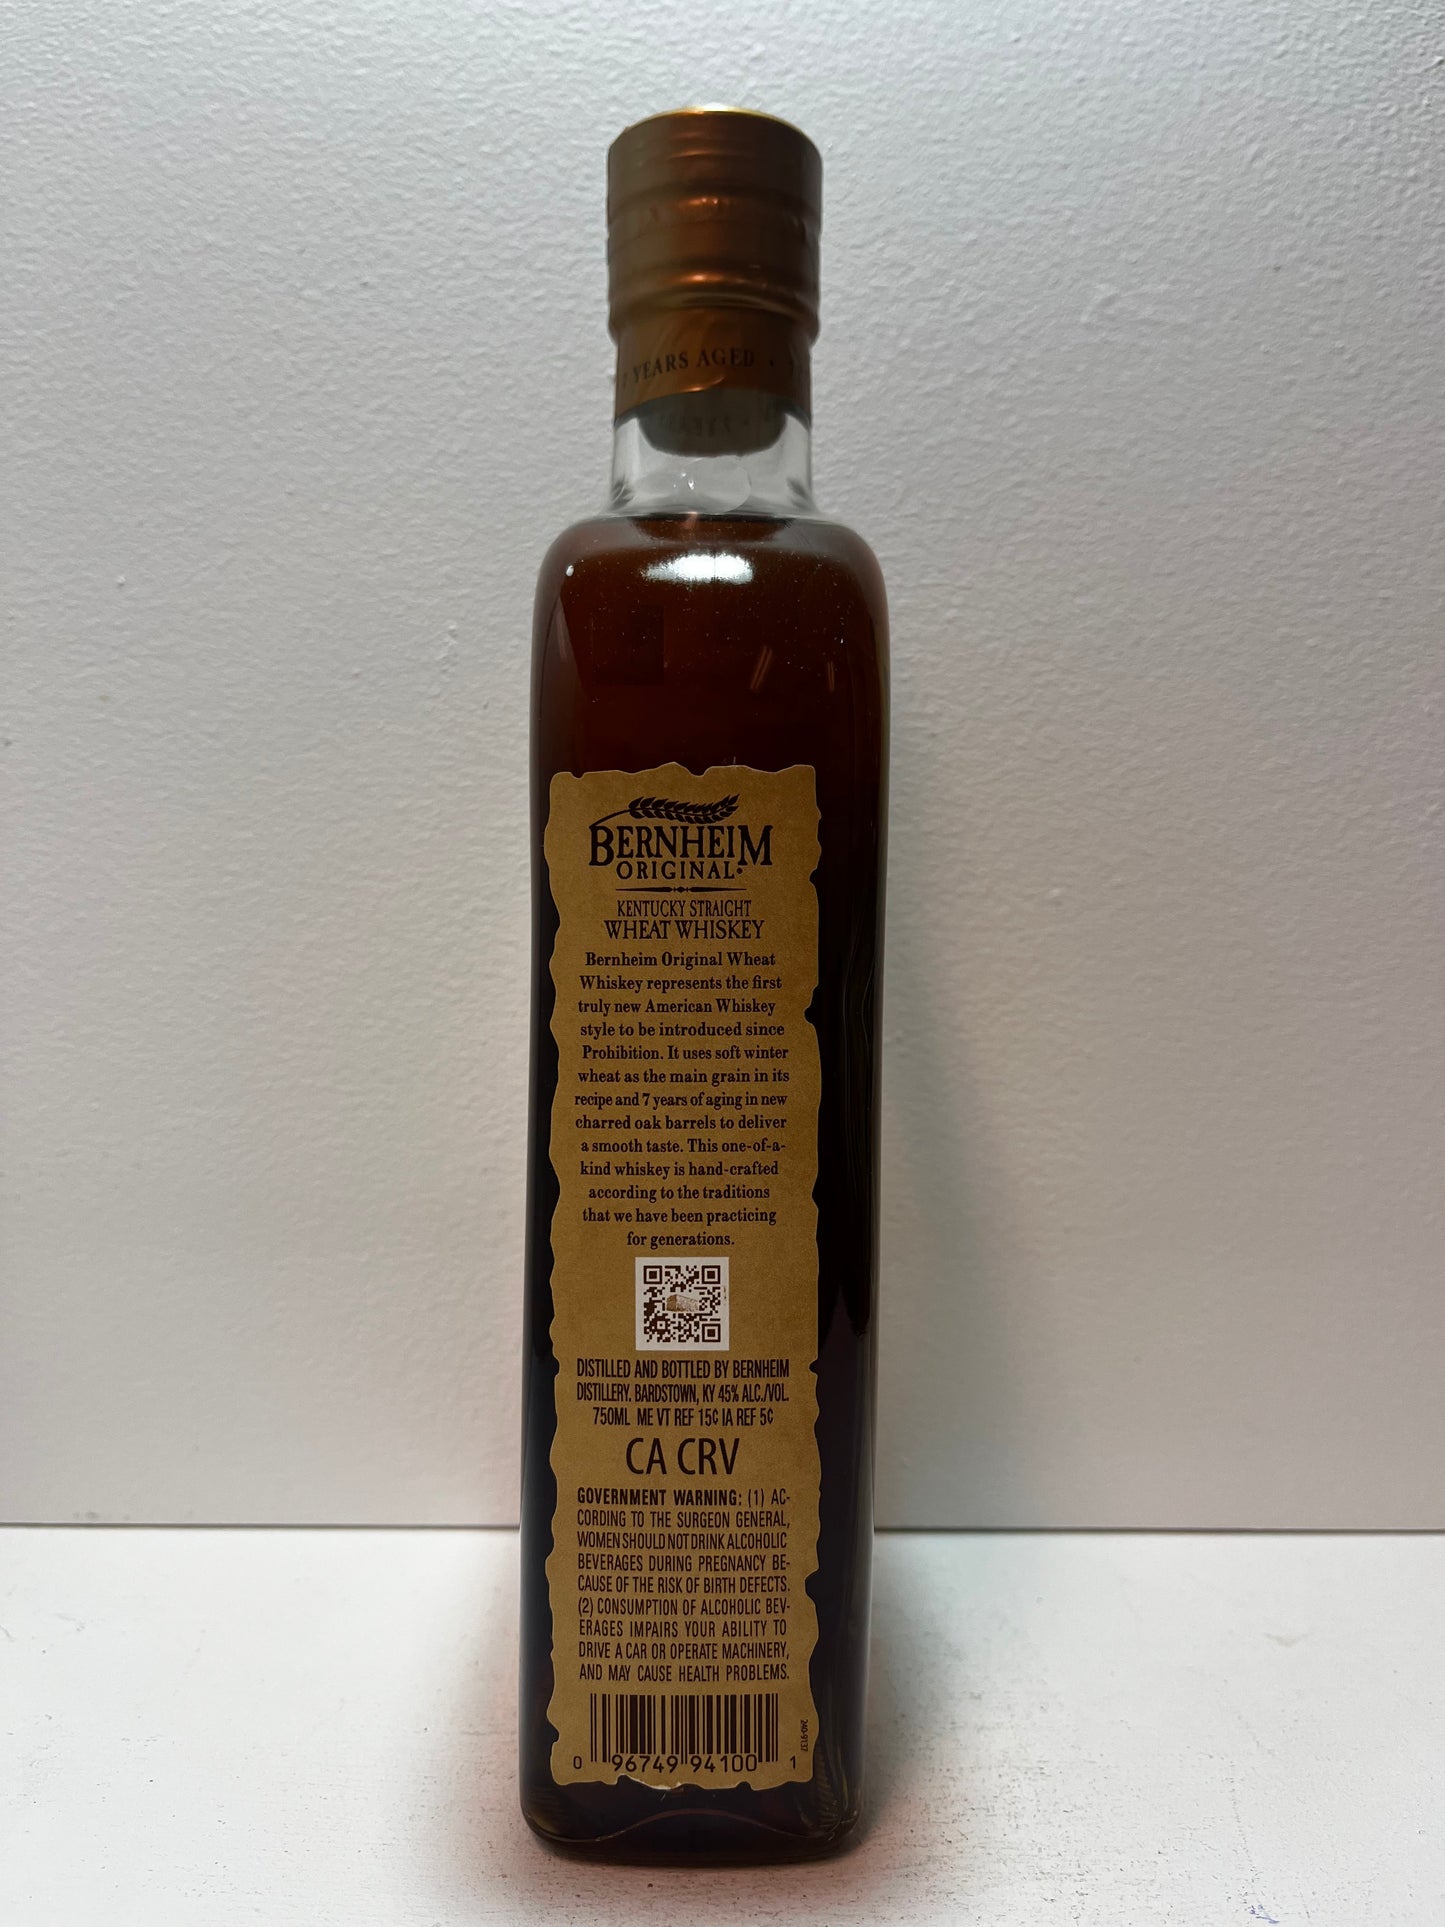 7 YEARS AGED ·
BERNHEIM
ORIGINAL·
KENTUCKY STRAIGHT
WHEAT WHISKEY
Bernheim Original Wheat
Whiskey represents the first
truly new American Whiskey
style to be introduced since
Prohibition. It uses soft winter
wheat as the main grain in its
recipe and 7 years of aging in new
charred oak barrels to deliver
a smooth taste. This one-of-a-
kind whiskey is hand-crafted
according to the traditions
that we have been practicing
for generations.
DISTILLED AND BOTTLED BY BERNHEIM
DISTILLERY. BARDSTOWN, KY 45% ALC./VOL.
750ML ME VT REF 15¢ IA REF 5¢
CA CRV
GOVERNMENT WARNING: (1) AC-
CORDING TO THE SURGEON GENERAL,
WOMEN SHOULD NOT DRINK ALCOHOLIC
BEVERAGES DURING PREGNANCY BE-
CAUSE OF THE RISK OF BIRTH DEFECTS.
(2) CONSUMPTION OF ALCOHOLIC BEV-
ERAGES IMPAIRS YOUR ABILITY TO
DRIVE A CAR OR OPERATE MACHINERY,
AND MAY CAUSE HEALTH PROBLEMS.
240-9137
0 96749 94100 1